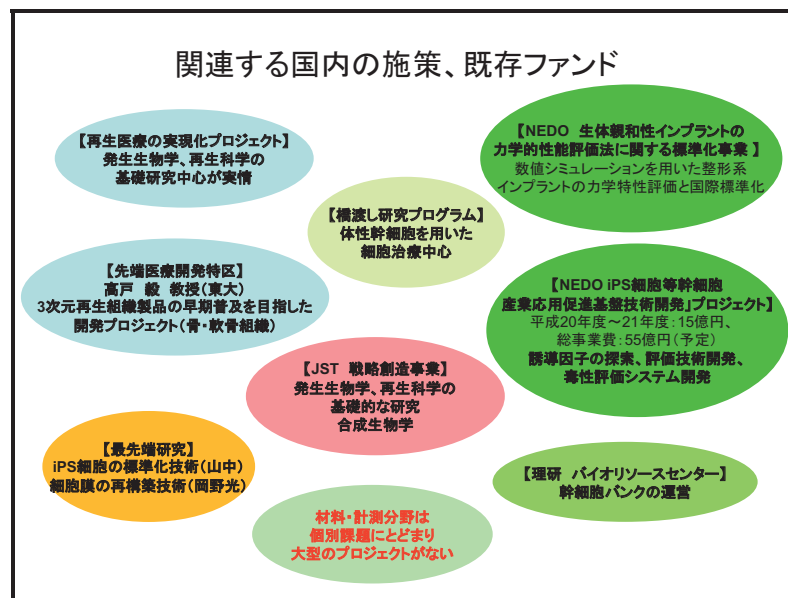 関連する国内の施策、既存ファンド
【再生医療の実現化プロジェクト】
発生生物学、再生科学の
基礎研究中心が実情
【NEDO 生体親和性インプラントの
力学的性能評価法に関する標準化事業 】
数値シミュレーションを用いた整形系
インプラントの力学特性評価と国際標準化
【橋渡し研究プログラム】
体性幹細胞を用いた
細胞治療中心
【先端医療開発特区】
高戸 毅 教授(東大)
3次元再生組織製品の早期普及を目指した
開発プロジェクト(骨・軟骨組織)
【NEDO iPS細胞等幹細胞
産業応用促進基盤技術開発」プロジェクト】
平成20年度~21年度:15億円、
総事業費:55億円(予定)
誘導因子の探索、評価技術開発、
毒性評価システム開発
【JST 戦略創造事業】
発生生物学、再生科学の
基礎的な研究
合成生物学
【最先端研究】
iPS細胞の標準化技術(山中)
細胞膜の再構築技術(岡野光)
【理研 バイオリソースセンター】
幹細胞バンクの運営
材料・計測分野は
個別課題にとどまり
大型のプロジェクトがない